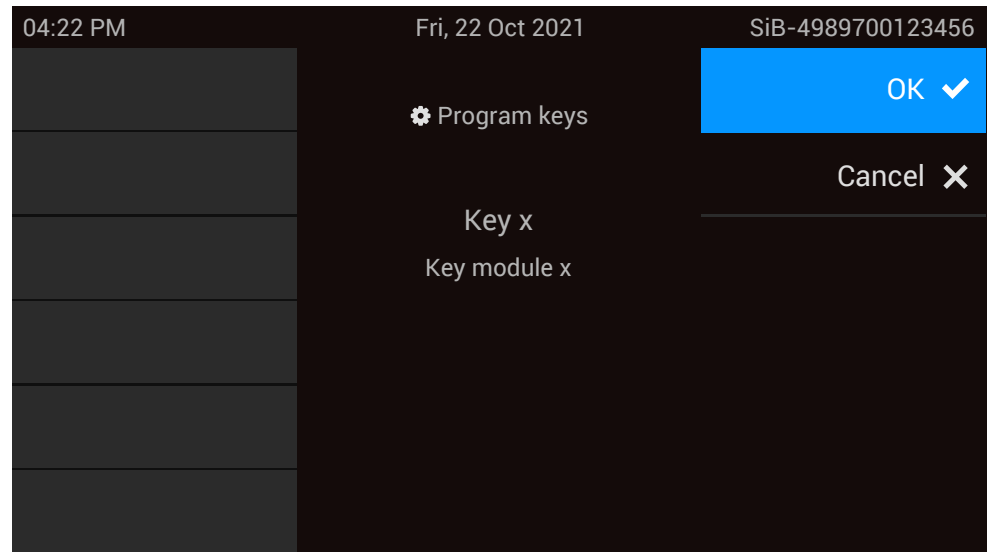 04:22 PM Fri, 22 Oct 2021 SiB-4989700123456
OK
Program keys
Cancel
Key x
Key module x